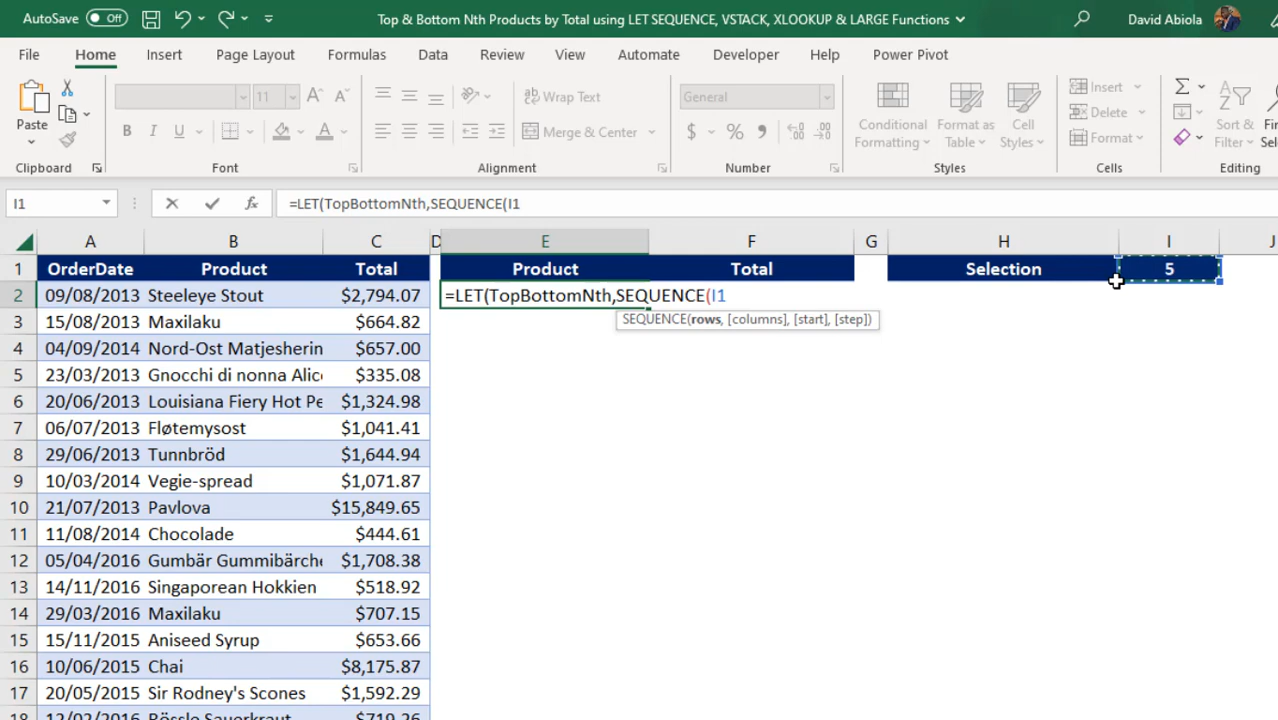 AutoSave Off Top & Bottom Nth Products by Total using LET SEQUENCE, VSTACK, XLOOKUP & LARGE Functions David Abiola
File Home Insert Page Layout Formulas Data Review View Automate Developer Help Power Pivot
11 Wrap Text General
Paste B I U Merge & Center $ % Conditional Formatting Format as Table Cell Styles Insert Delete Format Sort & Filter
Clipboard Font Alignment Number Styles Cells Editing
I1 fx =LET(TopBottomNth,SEQUENCE(I1
A B C D E F G H I J
1 OrderDate Product Total Product Total Selection 5
2 09/08/2013 Steeleye Stout $2,794.07 =LET(TopBottomNth,SEQUENCE(I1
SEQUENCE(rows, [columns], [start], [step])
3 15/08/2013 Maxilaku $664.82
4 04/09/2014 Nord-Ost Matjesherin $657.00
5 23/03/2013 Gnocchi di nonna Alic $335.08
6 20/06/2013 Louisiana Fiery Hot Pe $1,324.98
7 06/07/2013 Fløtemysost $1,041.41
8 29/06/2013 Tunnbröd $1,644.94
9 10/03/2014 Vegie-spread $1,071.87
10 21/07/2013 Pavlova $15,849.65
11 11/08/2014 Chocolade $444.61
12 05/04/2016 Gumbär Gummibärche $1,708.38
13 14/11/2016 Singaporean Hokkien $518.92
14 29/03/2016 Maxilaku $707.15
15 15/11/2015 Aniseed Syrup $653.66
16 10/06/2015 Chai $8,175.87
17 20/05/2015 Sir Rodney's Scones $1,592.29
18 12/02/2016 Rössle Sauerkraut $719.26